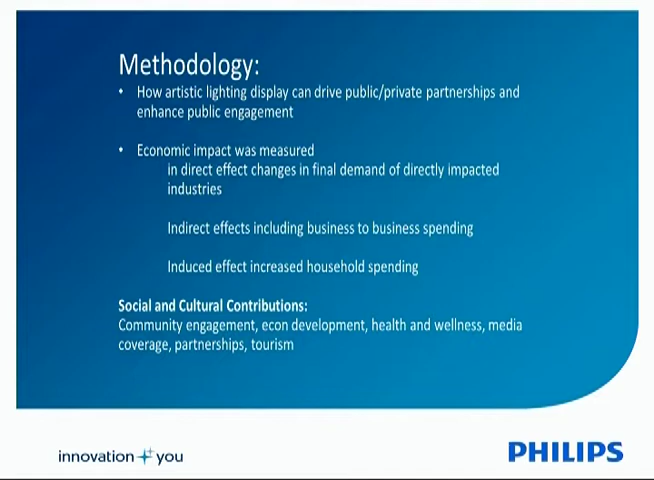 Methodology:
• How artistic lighting display can drive public/private partnerships and
enhance public engagement
• Economic impact was measured
in direct effect changes in final demand of directly impacted
industries
Indirect effects including business to business spending
Induced effect increased household spending
Social and Cultural Contributions:
Community engagement, econ development, health and wellness, media
coverage, partnerships, tourism
innovation you
PHILIPS